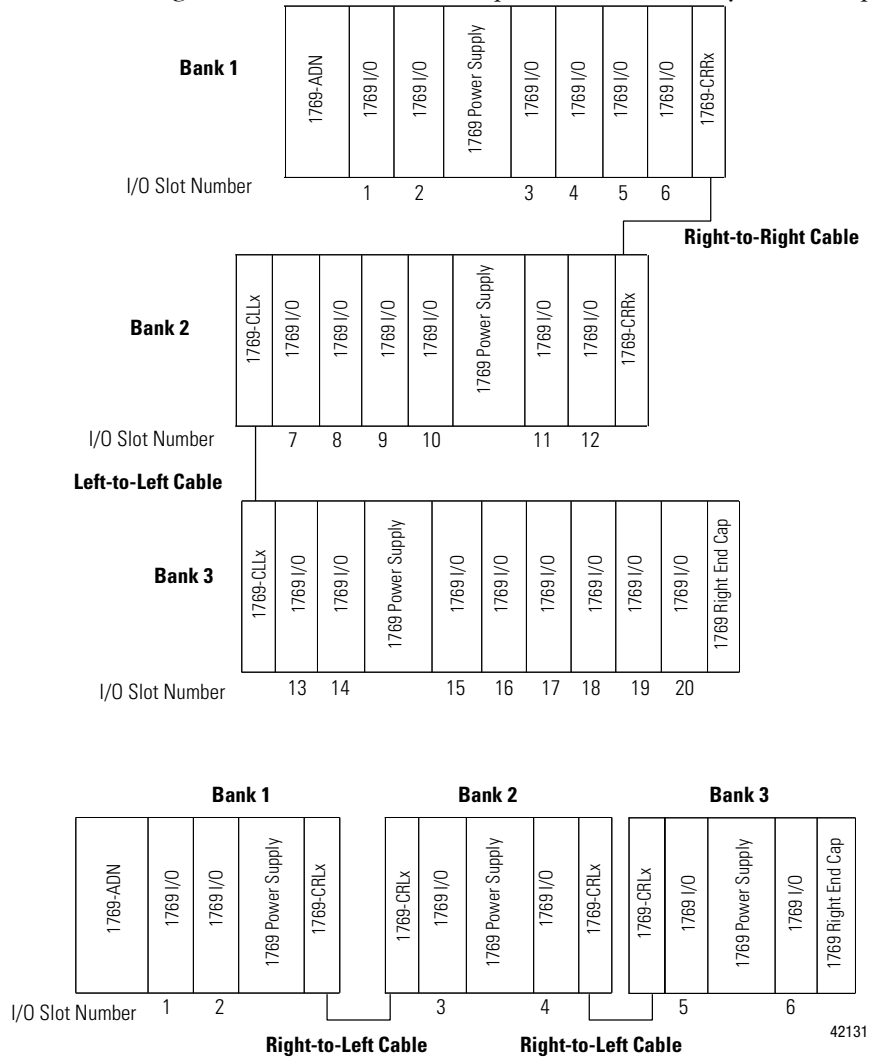 Bank 1
1769-ADN
1769 I/O
1769 I/O
1769 Power Supply
1769 I/O
1769 I/O
1769 I/O
1769 I/O
1769-CRRx
I/O Slot Number
1 2 3 4 5 6
Right-to-Right Cable
Bank 2
1769-CLLx
1769 I/O
1769 I/O
1769 I/O
1769 I/O
1769 Power Supply
1769 I/O
1769 I/O
1769-CRRx
I/O Slot Number
7 8 9 10 11 12
Left-to-Left Cable
Bank 3
1769-CLLx
1769 I/O
1769 I/O
1769 Power Supply
1769 I/O
1769 I/O
1769 I/O
1769 I/O
1769 I/O
1769 I/O
1769 Right End Cap
I/O Slot Number
13 14 15 16 17 18 19 20
Bank 1
Bank 2
Bank 3
1769-ADN
1769 I/O
1769 I/O
1769 Power Supply
1769-CRLx
1769-CRLx
1769 I/O
1769 Power Supply
1769 I/O
1769-CRLx
1769-CRLx
1769 I/O
1769 Power Supply
1769 I/O
1769 Right End Cap
I/O Slot Number
1 2 3 4 5 6
Right-to-Left Cable
Right-to-Left Cable
42131